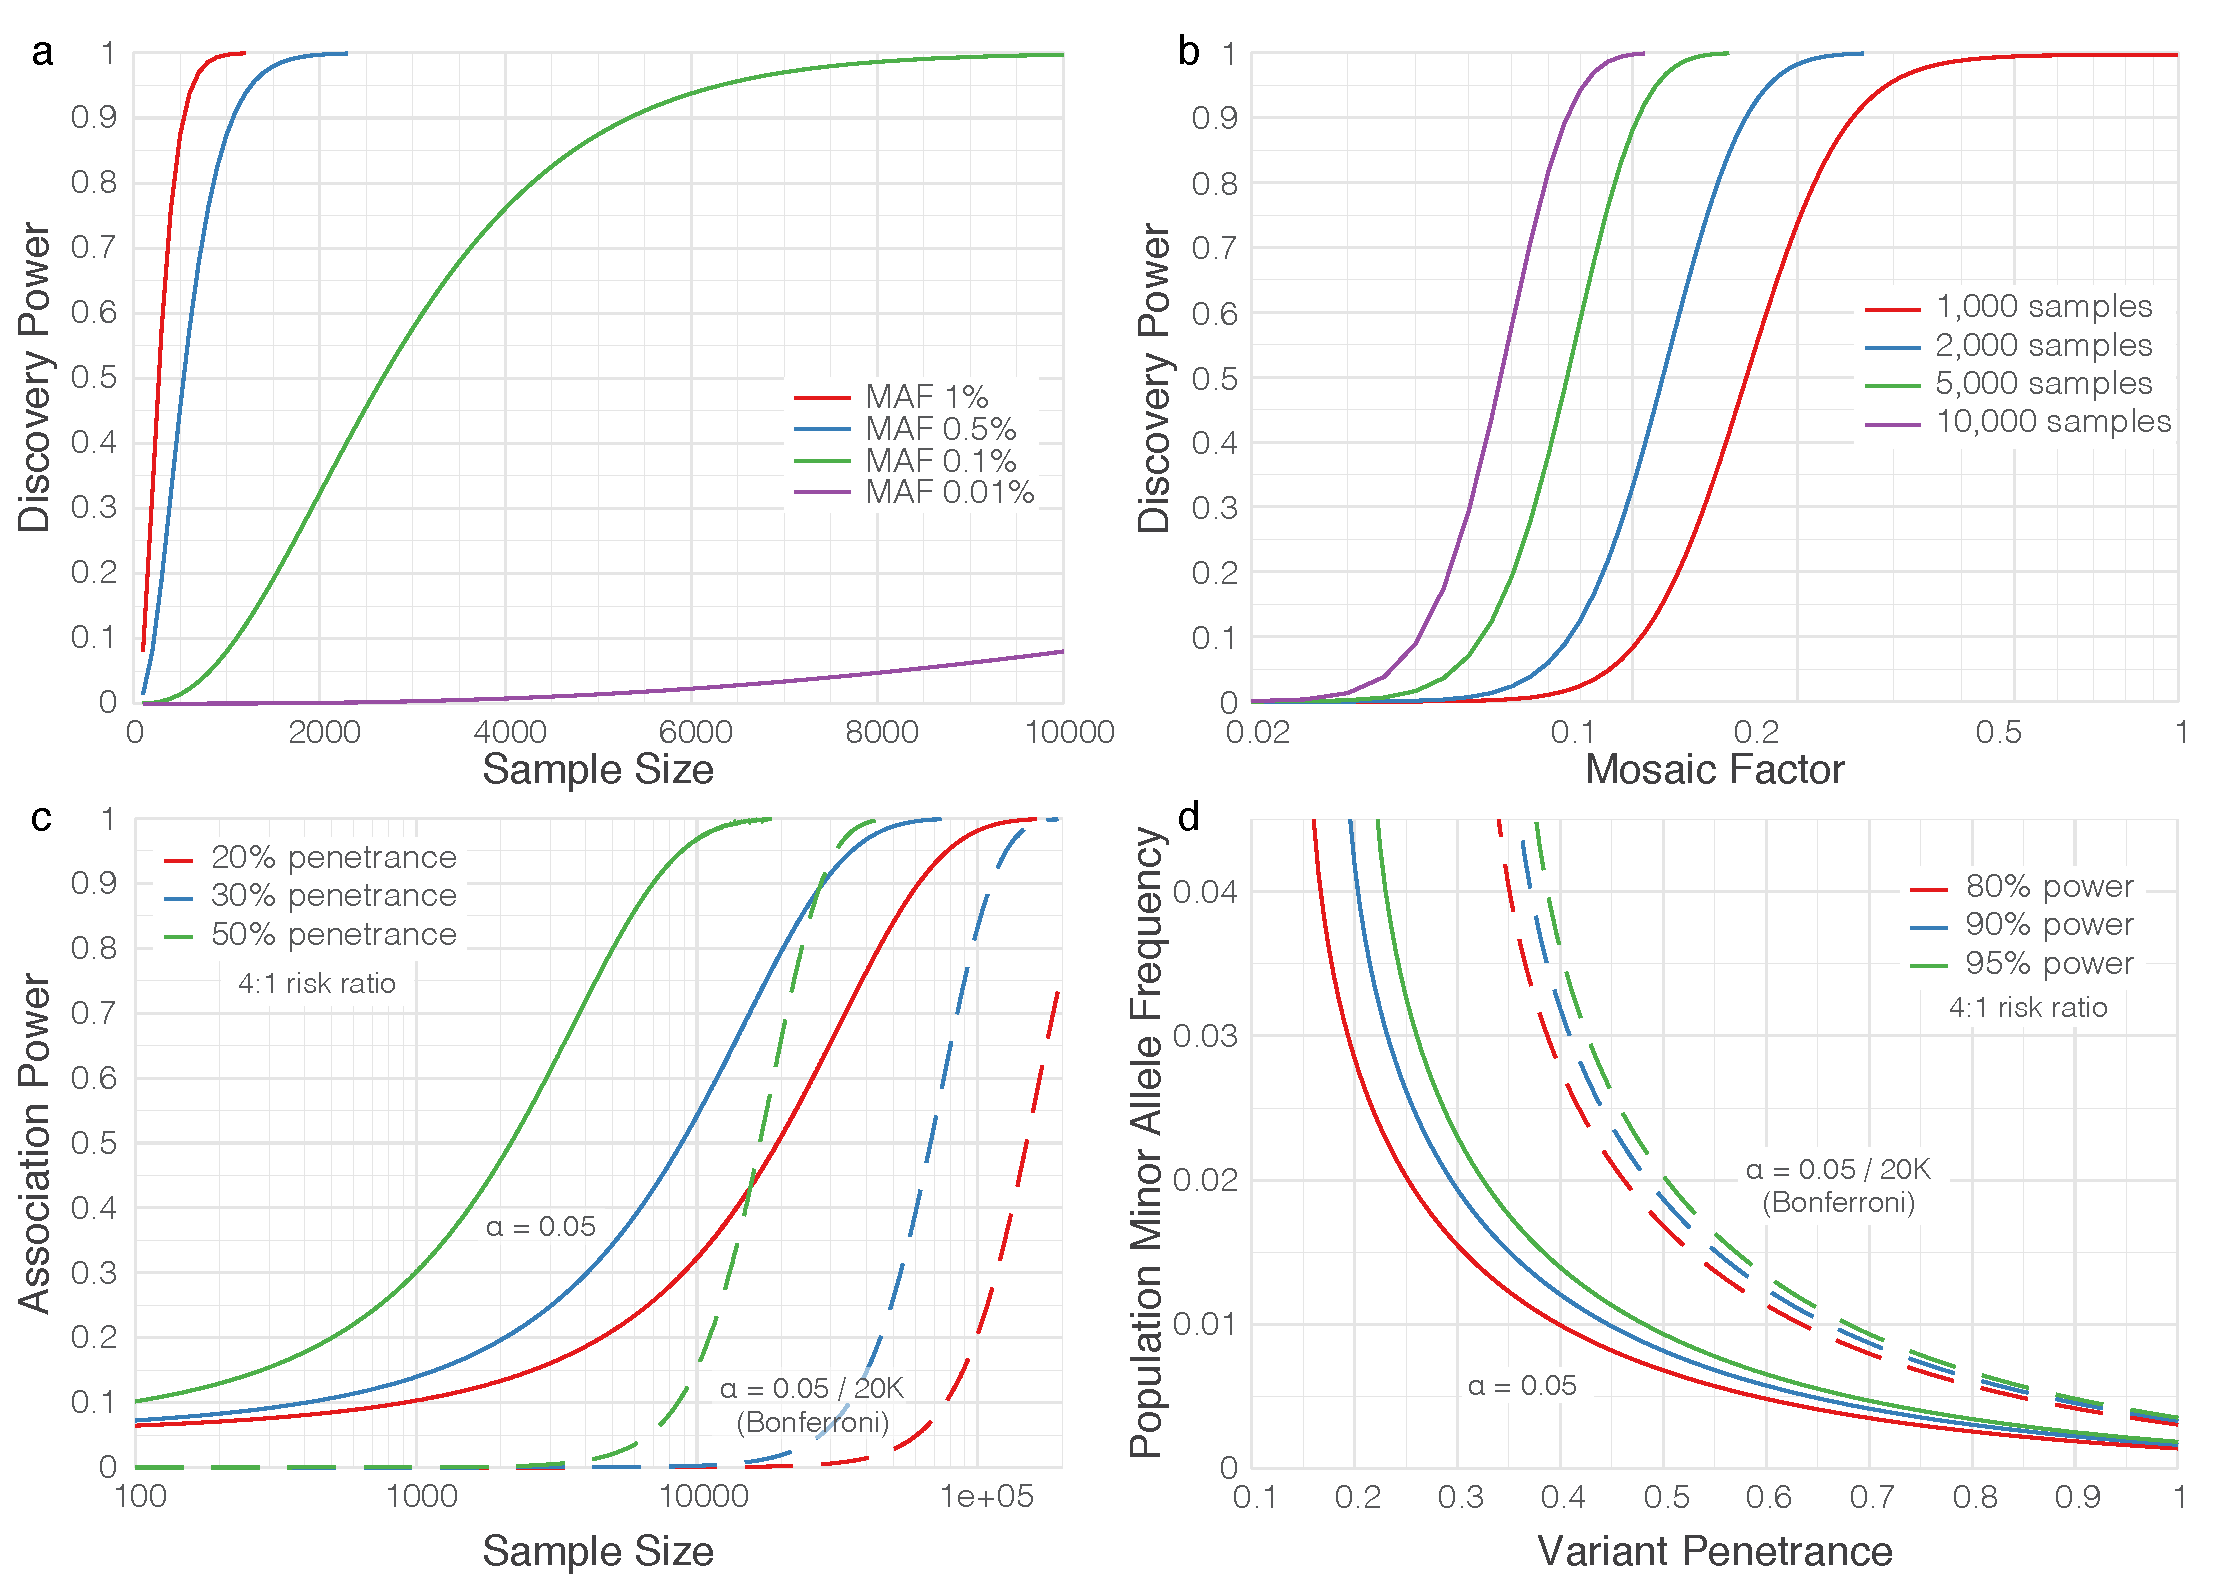 a
Discovery Power
1
0.9
0.8
0.7
0.6
0.5
0.4
0.3
0.2
0.1
0
MAF 1%
MAF 0.5%
MAF 0.1%
MAF 0.01%
0 2000 4000 6000 8000 10000
Sample Size
b
Discovery Power
1
0.9
0.8
0.7
0.6
0.5
0.4
0.3
0.2
0.1
0
1,000 samples
2,000 samples
5,000 samples
10,000 samples
0.02 0.1 0.2 0.5 1
Mosaic Factor
c
Association Power
1
0.9
0.8
0.7
0.6
0.5
0.4
0.3
0.2
0.1
0
20% penetrance
30% penetrance
50% penetrance
4:1 risk ratio
α = 0.05
α = 0.05 / 20K
(Bonferroni)
100 1000 10000 1e+05
Sample Size
d
Population Minor Allele Frequency
0.04
0.03
0.02
0.01
0
80% power
90% power
95% power
4:1 risk ratio
α = 0.05 / 20K
(Bonferroni)
α = 0.05
0.1 0.2 0.3 0.4 0.5 0.6 0.7 0.8 0.9 1
Variant Penetrance